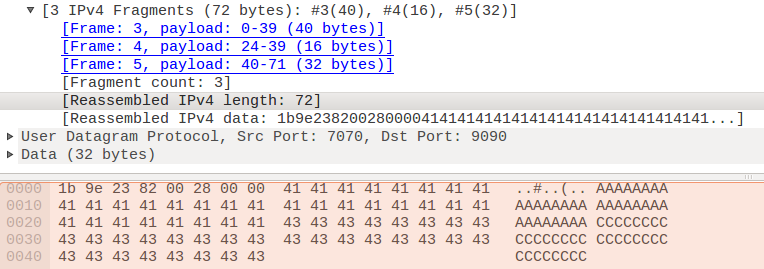 [3 IPv4 Fragments (72 bytes): #3(40), #4(16), #5(32)]
[Frame: 3, payload: 0-39 (40 bytes)]
[Frame: 4, payload: 24-39 (16 bytes)]
[Frame: 5, payload: 40-71 (32 bytes)]
[Fragment count: 3]
[Reassembled IPv4 length: 72]
[Reassembled IPv4 data: 1b9e238200280000414141414141414141414141414141...]
User Datagram Protocol, Src Port: 7070, Dst Port: 9090
Data (32 bytes)
0000 1b 9e 23 82 00 28 00 00 41 41 41 41 41 41 41 41 ..#..(.. AAAAAAAA
0010 41 41 41 41 41 41 41 41 41 41 41 41 41 41 41 41 AAAAAAAA AAAAAAAA
0020 41 41 41 41 41 41 41 41 43 43 43 43 43 43 43 43 AAAAAAAA CCCCCCCC
0030 43 43 43 43 43 43 43 43 43 43 43 43 43 43 43 43 CCCCCCCC CCCCCCCC
0040 43 43 43 43 43 43 43 43 CCCCCCCC